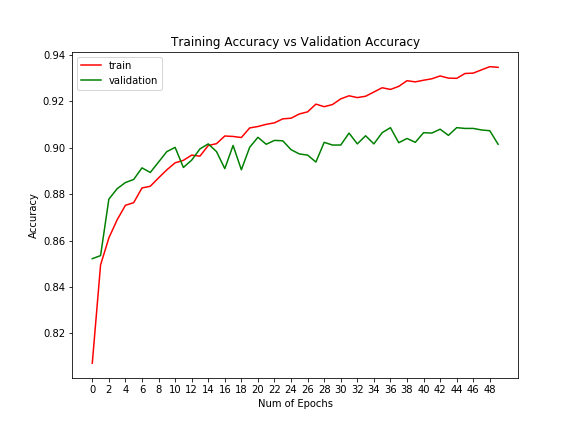 Training Accuracy vs Validation Accuracy
train
validation
0.94
0.92
0.90
0.88
0.86
0.84
0.82
Accuracy
0 2 4 6 8 10 12 14 16 18 20 22 24 26 28 30 32 34 36 38 40 42 44 46 48
Num of Epochs